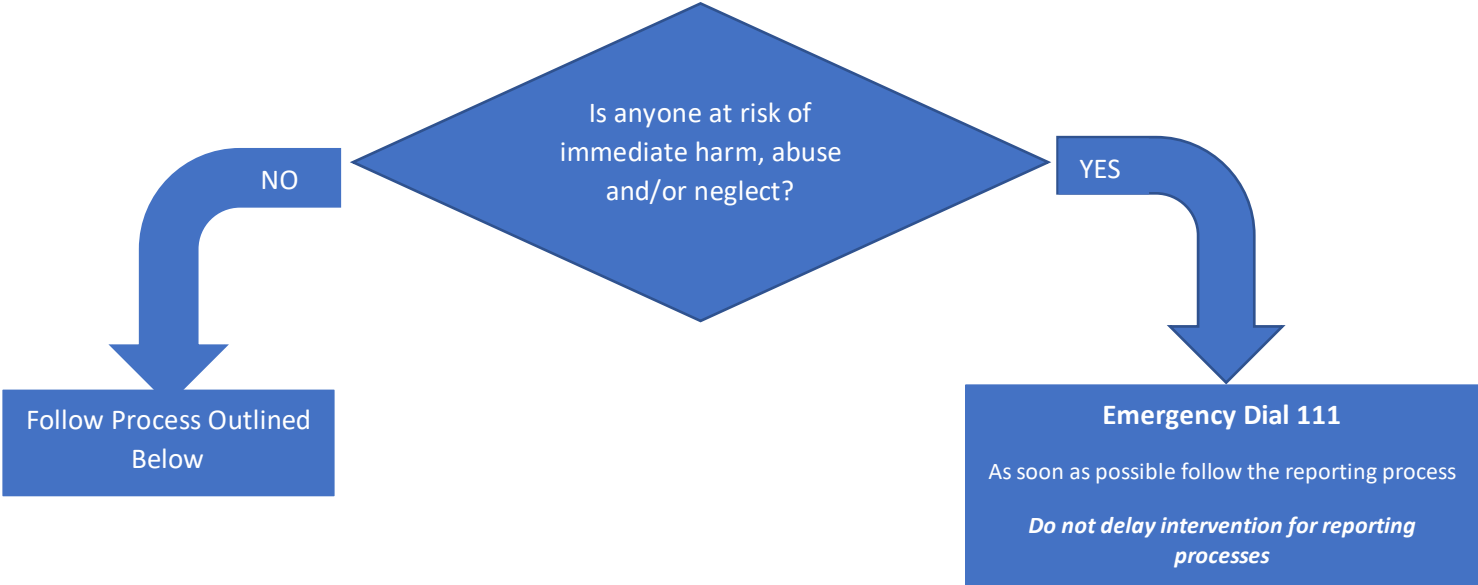 Is anyone at risk of
immediate harm, abuse
and/or neglect?
NO
YES
Follow Process Outlined
Below
Emergency Dial 111
As soon as possible follow the reporting process
Do not delay intervention for reporting
processes